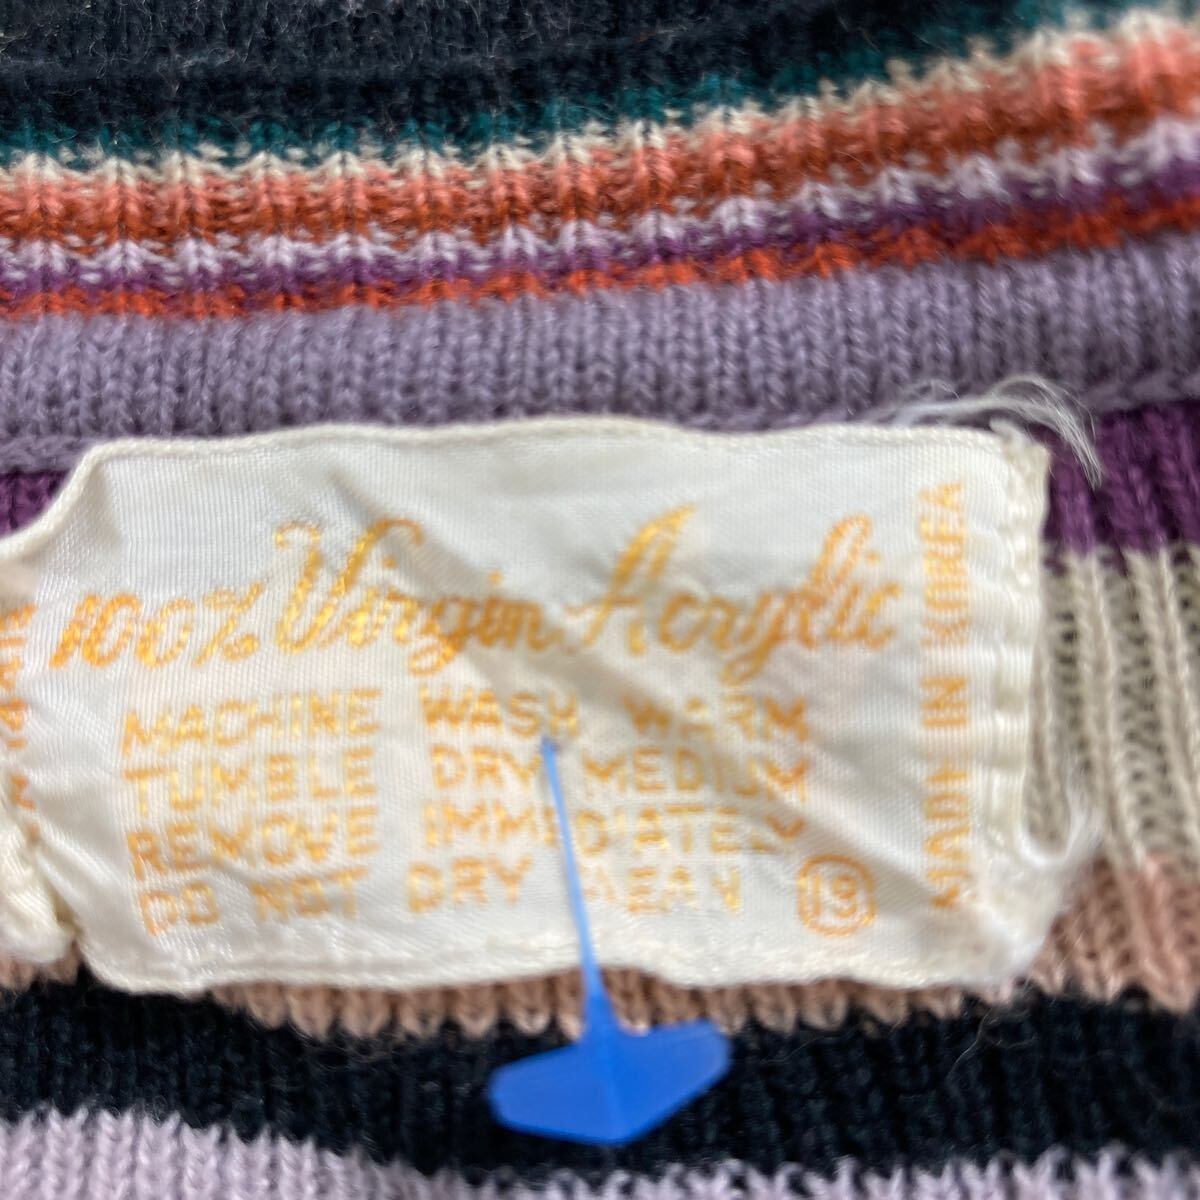 100% Virgin Acrylic
MACHINE WASH WARM
TUMBLE DRY MEDIUM
REMOVE IMMEDIATELY
DO NOT DRY CLEAN
13
MADE IN KOREA